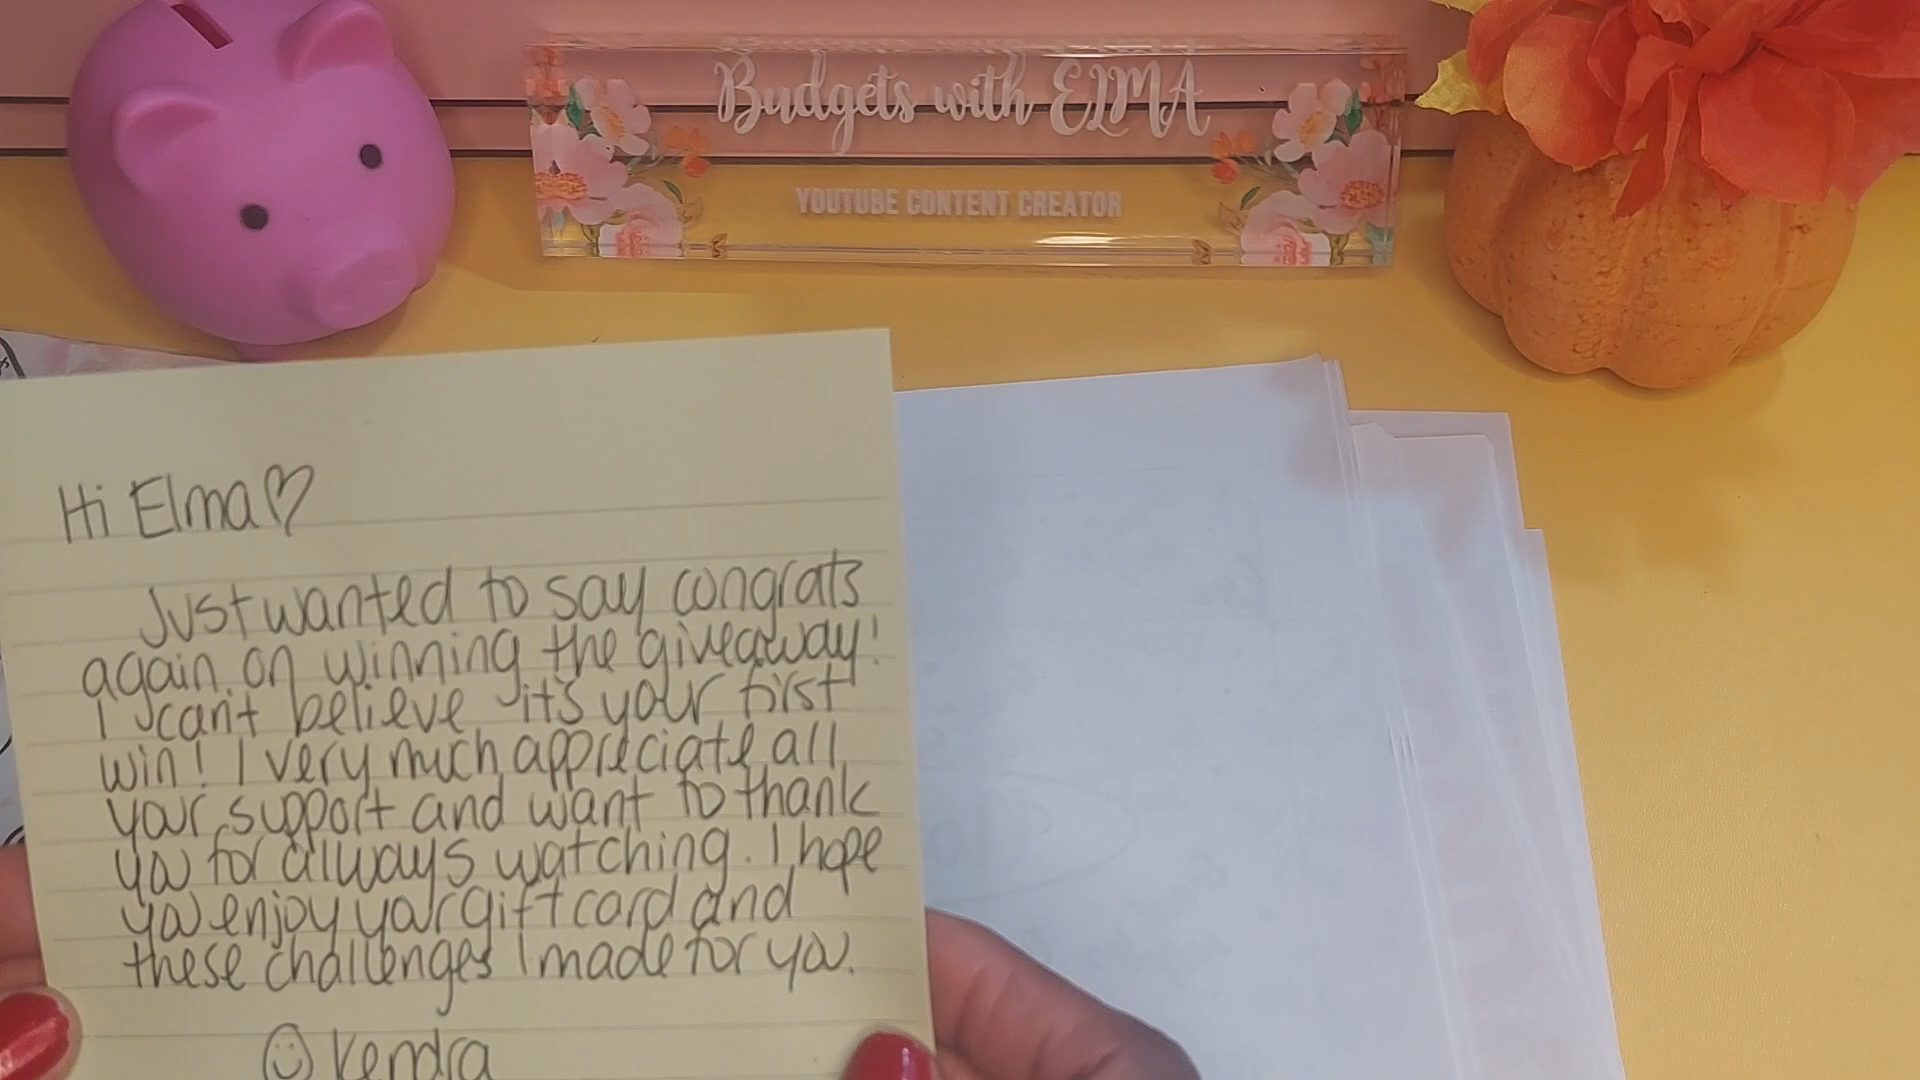 Budgets with ELMA
YOUTUBE CONTENT CREATOR
Hi Elma♡
Just wanted to say congrats
again on winning the giveaway!
I can't believe it's your first
win! I very much appreciate all
your support and want to thank
you for always watching. I hope
you enjoy your gift card and
these challenges I made for you.
☺ Kendra